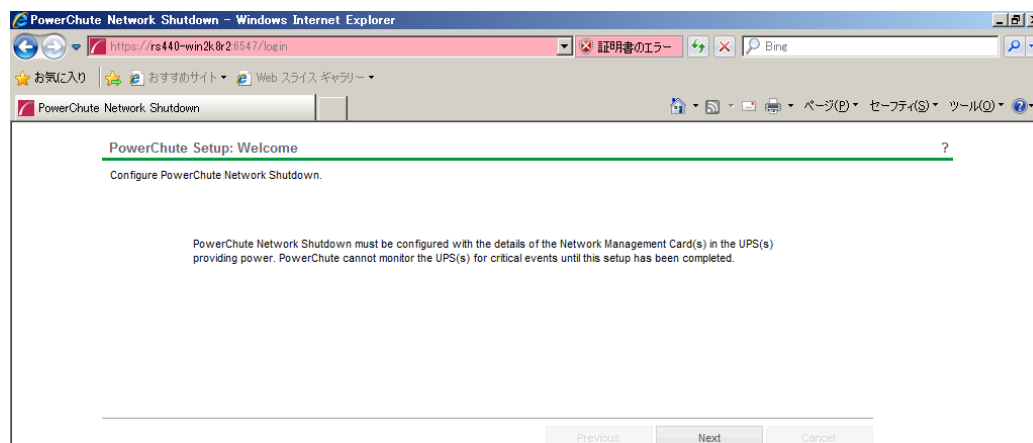 PowerChute Network Shutdown - Windows Internet Explorer
https://rs440-win2k8r2:6547/login
証明書のエラー
Bing
お気に入り
おすすめサイト
Web スライス ギャラリー
PowerChute Network Shutdown
ページ(P)
セーフティ(S)
ツール(O)
PowerChute Setup: Welcome
?
Configure PowerChute Network Shutdown.
PowerChute Network Shutdown must be configured with the details of the Network Management Card(s) in the UPS(s)
providing power. PowerChute cannot monitor the UPS(s) for critical events until this setup has been completed.
Previous
Next
Cancel